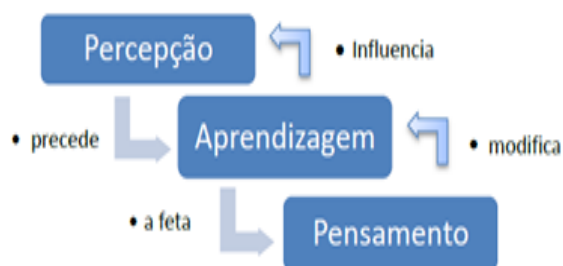 Percepção
• Influencia
• precede
Aprendizagem
• modifica
• a feta
Pensamento